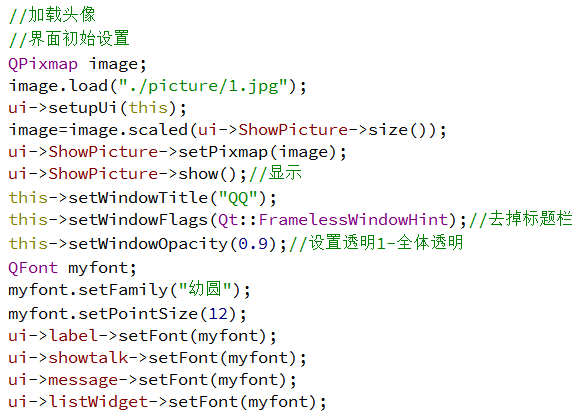 //加载头像
//界面初始设置
QPixmap image;
image.load("./picture/1.jpg");
ui->setupUi(this);
image=image.scaled(ui->ShowPicture->size());
ui->ShowPicture->setPixmap(image);
ui->ShowPicture->show();//显示
this->setWindowTitle("QQ");
this->setWindowFlags(Qt::FramelessWindowHint);//去掉标题栏
this->setWindowOpacity(0.9);//设置透明1-全体透明
QFont myfont;
myfont.setFamily("幼圆");
myfont.setPointSize(12);
ui->label->setFont(myfont);
ui->showtalk->setFont(myfont);
ui->message->setFont(myfont);
ui->listWidget->setFont(myfont);